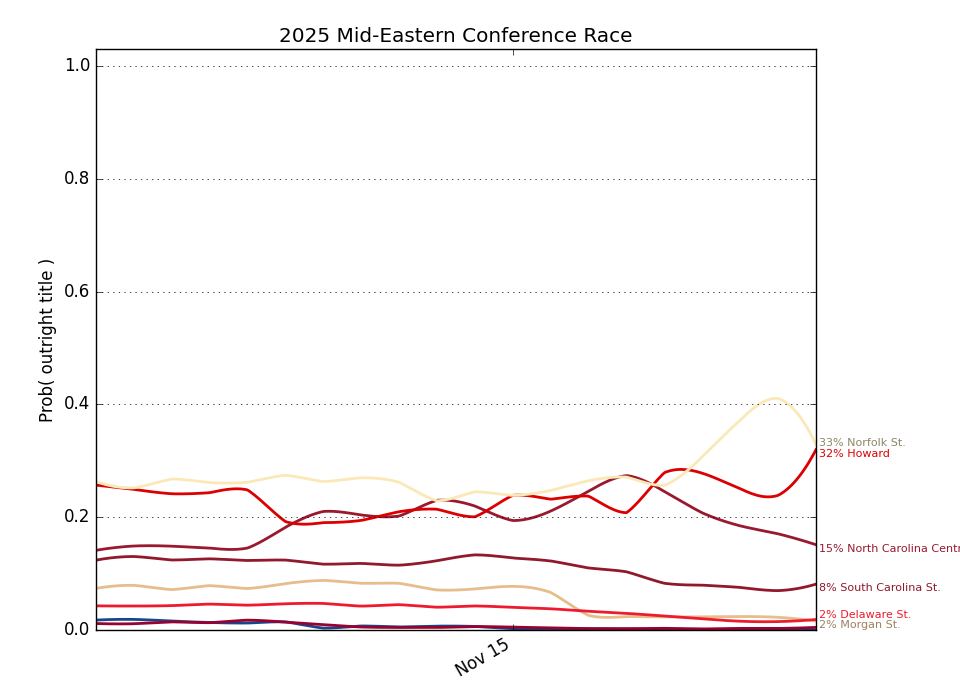 2025 Mid-Eastern Conference Race
1.0
0.8
0.6
0.4
0.2
0.0
Prob( outright title )
Nov 15
33% Norfolk St.
32% Howard
15% North Carolina Centr
8% South Carolina St.
2% Delaware St.
2% Morgan St.